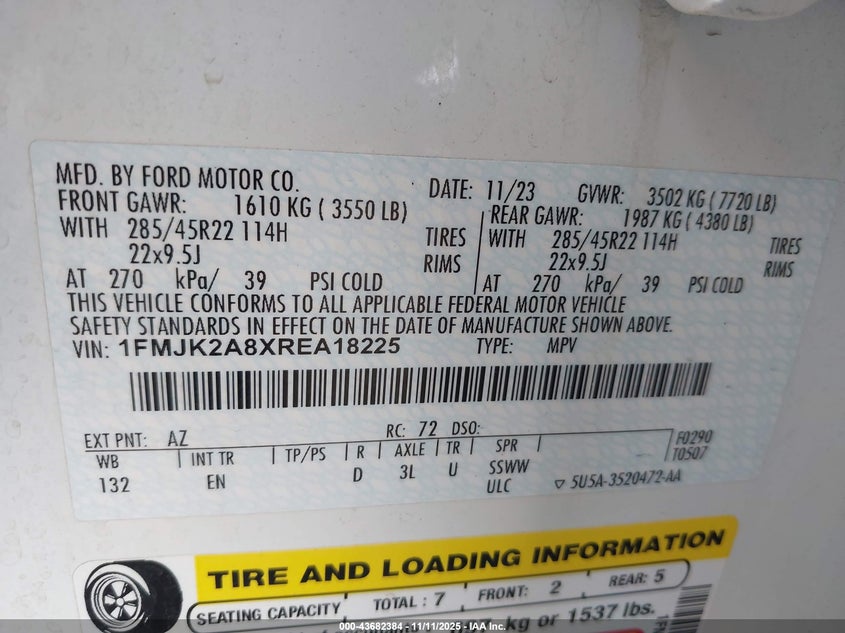 MFD. BY FORD MOTOR CO.
DATE: 11/23 GVWR: 3502 KG ( 7720 LB)
FRONT GAWR: 1610 KG ( 3550 LB)
WITH 285/45R22 114H TIRES
22x9.5J RIMS
AT 270 kPa/ 39 PSI COLD
REAR GAWR: 1987 KG ( 4380 LB)
WITH 285/45R22 114H TIRES
22x9.5J RIMS
AT 270 kPa/ 39 PSI COLD
THIS VEHICLE CONFORMS TO ALL APPLICABLE FEDERAL MOTOR VEHICLE
SAFETY STANDARDS IN EFFECT ON THE DATE OF MANUFACTURE SHOWN ABOVE.
VIN: 1FMJK2A8XREA18225 TYPE: MPV
EXT PNT: AZ RC: 72 DSO:
F0290
T0507
WB INT TR TP/PS R AXLE TR SPR
132 EN D 3L U SSWW
ULC
5U5A-3520472-AA
TIRE AND LOADING INFORMATION
SEATING CAPACITY TOTAL : 7 FRONT: 2 REAR: 5
kg or 1537 lbs.
000-43682384 - 11/11/2025 - IAA Inc.